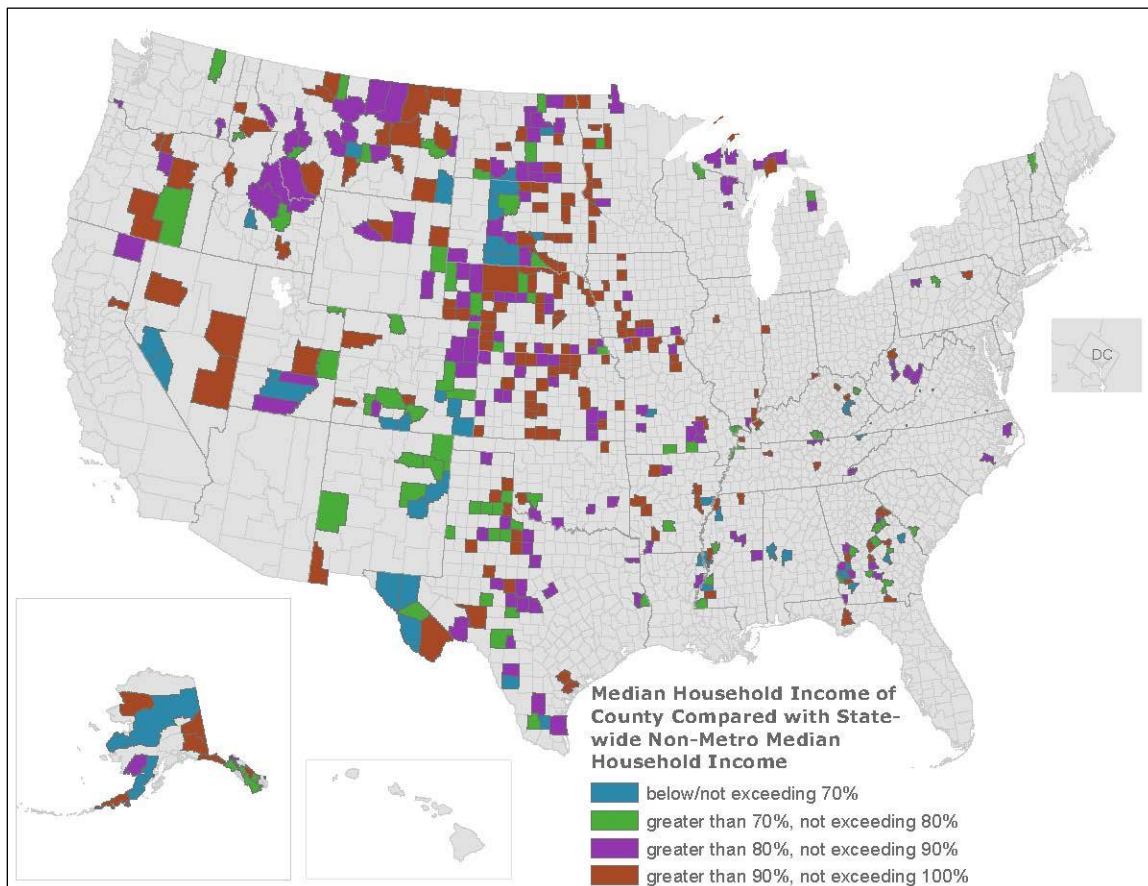 DC
Median Household Income of
County Compared with State-
wide Non-Metro Median
Household Income
below/not exceeding 70%
greater than 70%, not exceeding 80%
greater than 80%, not exceeding 90%
greater than 90%, not exceeding 100%